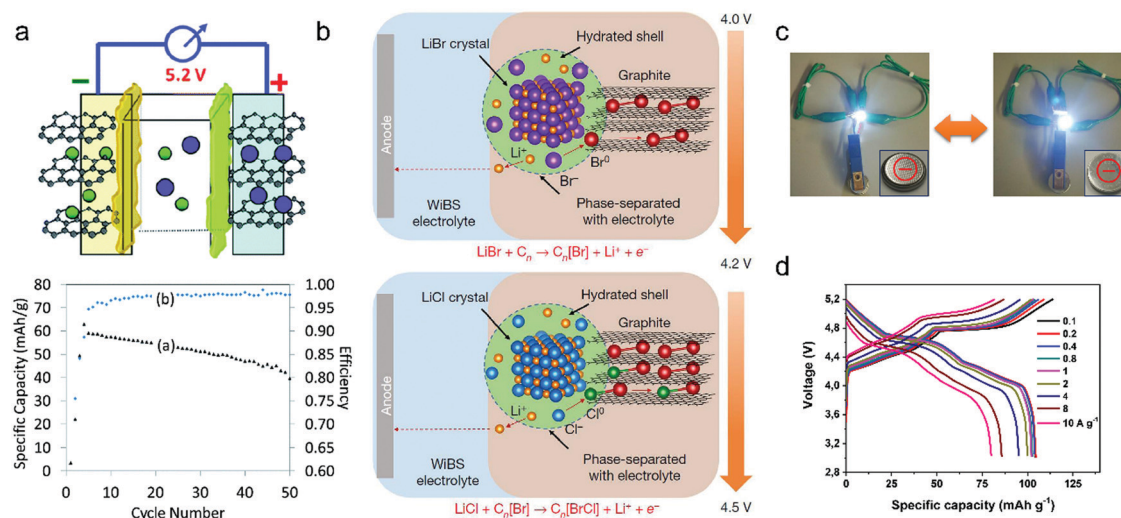 a
5.2 V
−
+
Specific Capacity (mAh/g)
80
70
60
50
40
30
20
10
0
(b)
(a)
1.00
0.95
0.90
0.85
0.80
0.75
0.70
0.65
0.60
Efficiency
0
10
20
30
40
50
Cycle Number
b
4.0 V
LiBr crystal
Hydrated shell
Graphite
Anode
Li⁺
Br⁰
Br⁻
WiBS
electrolyte
Phase-separated
with electrolyte
LiBr + Cₙ → Cₙ[Br] + Li⁺ + e⁻
4.2 V
LiCl crystal
Hydrated shell
Graphite
Anode
Li⁺
Cl⁰
Cl⁻
WiBS
electrolyte
Phase-separated
with electrolyte
LiCl + Cₙ[Br] → Cₙ[BrCl] + Li⁺ + e⁻
4.5 V
c
d
Voltage (V)
5,2
4,8
4,4
4,0
3,6
3,2
2,8
0.1
0.2
0.4
0.8
1
2
4
8
10 A g⁻¹
0
25
50
75
100
125
Specific capacity (mAh g⁻¹)